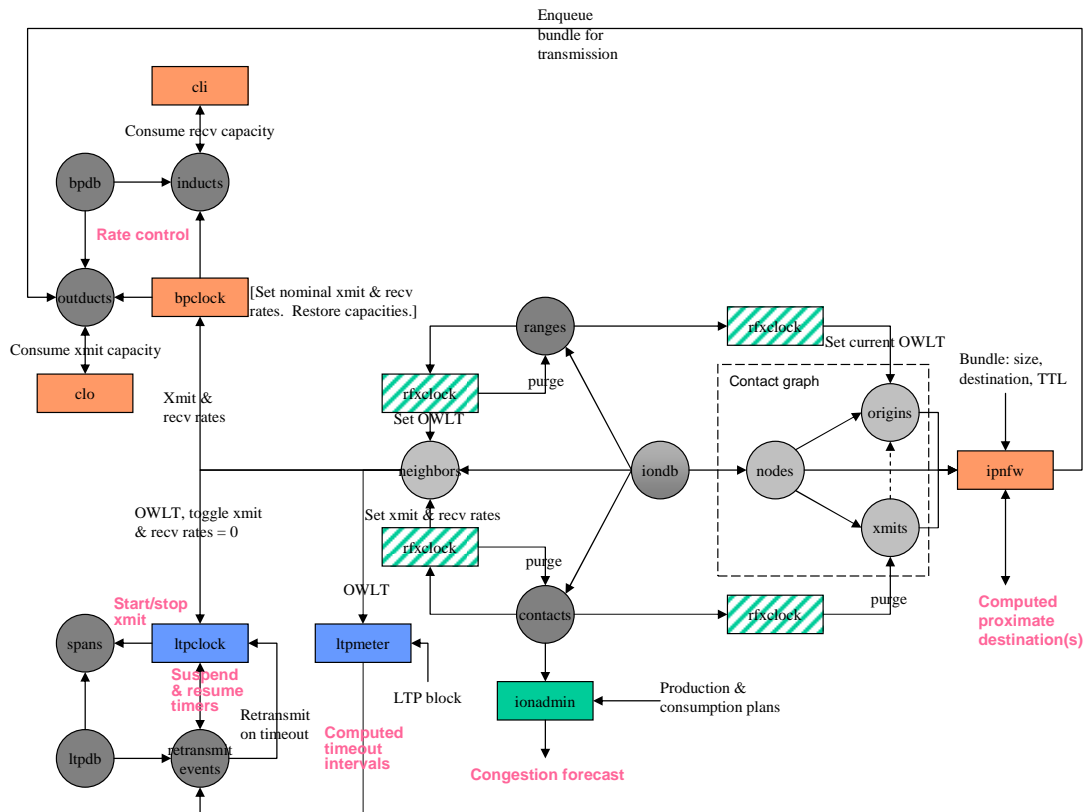 Enqueue
bundle for
transmission
cli
Consume recv capacity
bpdb
inducts
Rate control
outducts
bpclock
[Set nominal xmit & recv
rates.  Restore capacities.]
Consume xmit capacity
clo
Xmit &
recv rates
ranges
rfxclock
Set current OWLT
rfxclock
purge
Set OWLT
Contact graph
Bundle: size,
destination, TTL
origins
neighbors
iondb
nodes
ipnfw
OWLT, toggle xmit
& recv rates = 0
Set xmit & recv rates
rfxclock
purge
xmits
OWLT
contacts
rfxclock
purge
Computed
proximate
destination(s)
Start/stop
xmit
spans
ltpclock
ltpmeter
Suspend
& resume
timers
LTP block
ionadmin
Production &
consumption plans
Retransmit
on timeout
ltpdb
retransmit
events
Computed
timeout
intervals
Congestion forecast